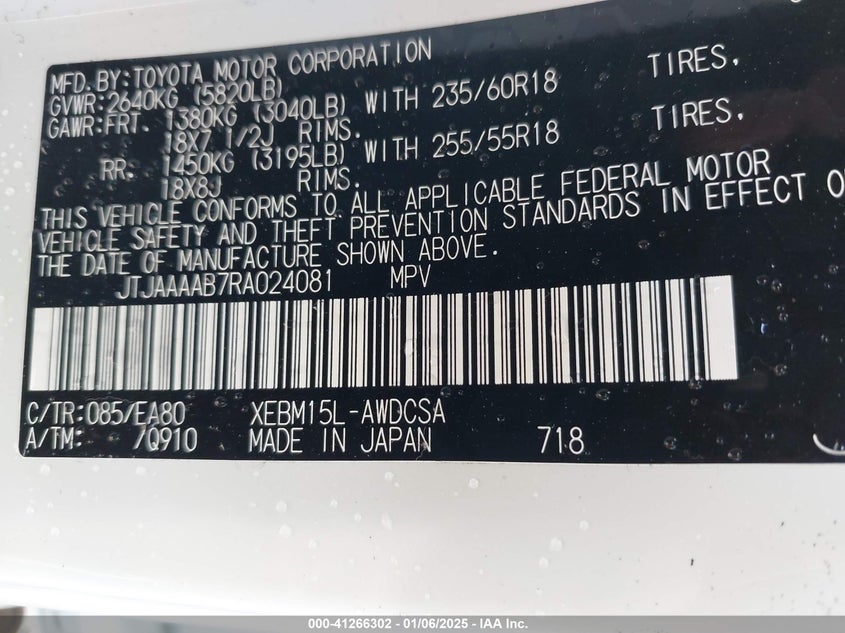 MFD.BY:TOYOTA MOTOR CORPORATION
GVWR:2640KG (5820LB)
GAWR:FRT. 1380KG (3040LB) WITH 235/60R18 TIRES,
18X7 1/2J RIMS.
RR. 1450KG (3195LB) WITH 255/55R18 TIRES,
18X8J RIMS.
THIS VEHICLE CONFORMS TO ALL APPLICABLE FEDERAL MOTOR
VEHICLE SAFETY AND THEFT PREVENTION STANDARDS IN EFFECT O
THE DATE OF MANUFACTURE SHOWN ABOVE.
JTJAAAAB7RA024081 MPV
C/TR:085/EA80 XEBM15L-AWDCSA
A/TM: /Q910 MADE IN JAPAN 718
000-41266302 - 01/06/2025 - IAA Inc.